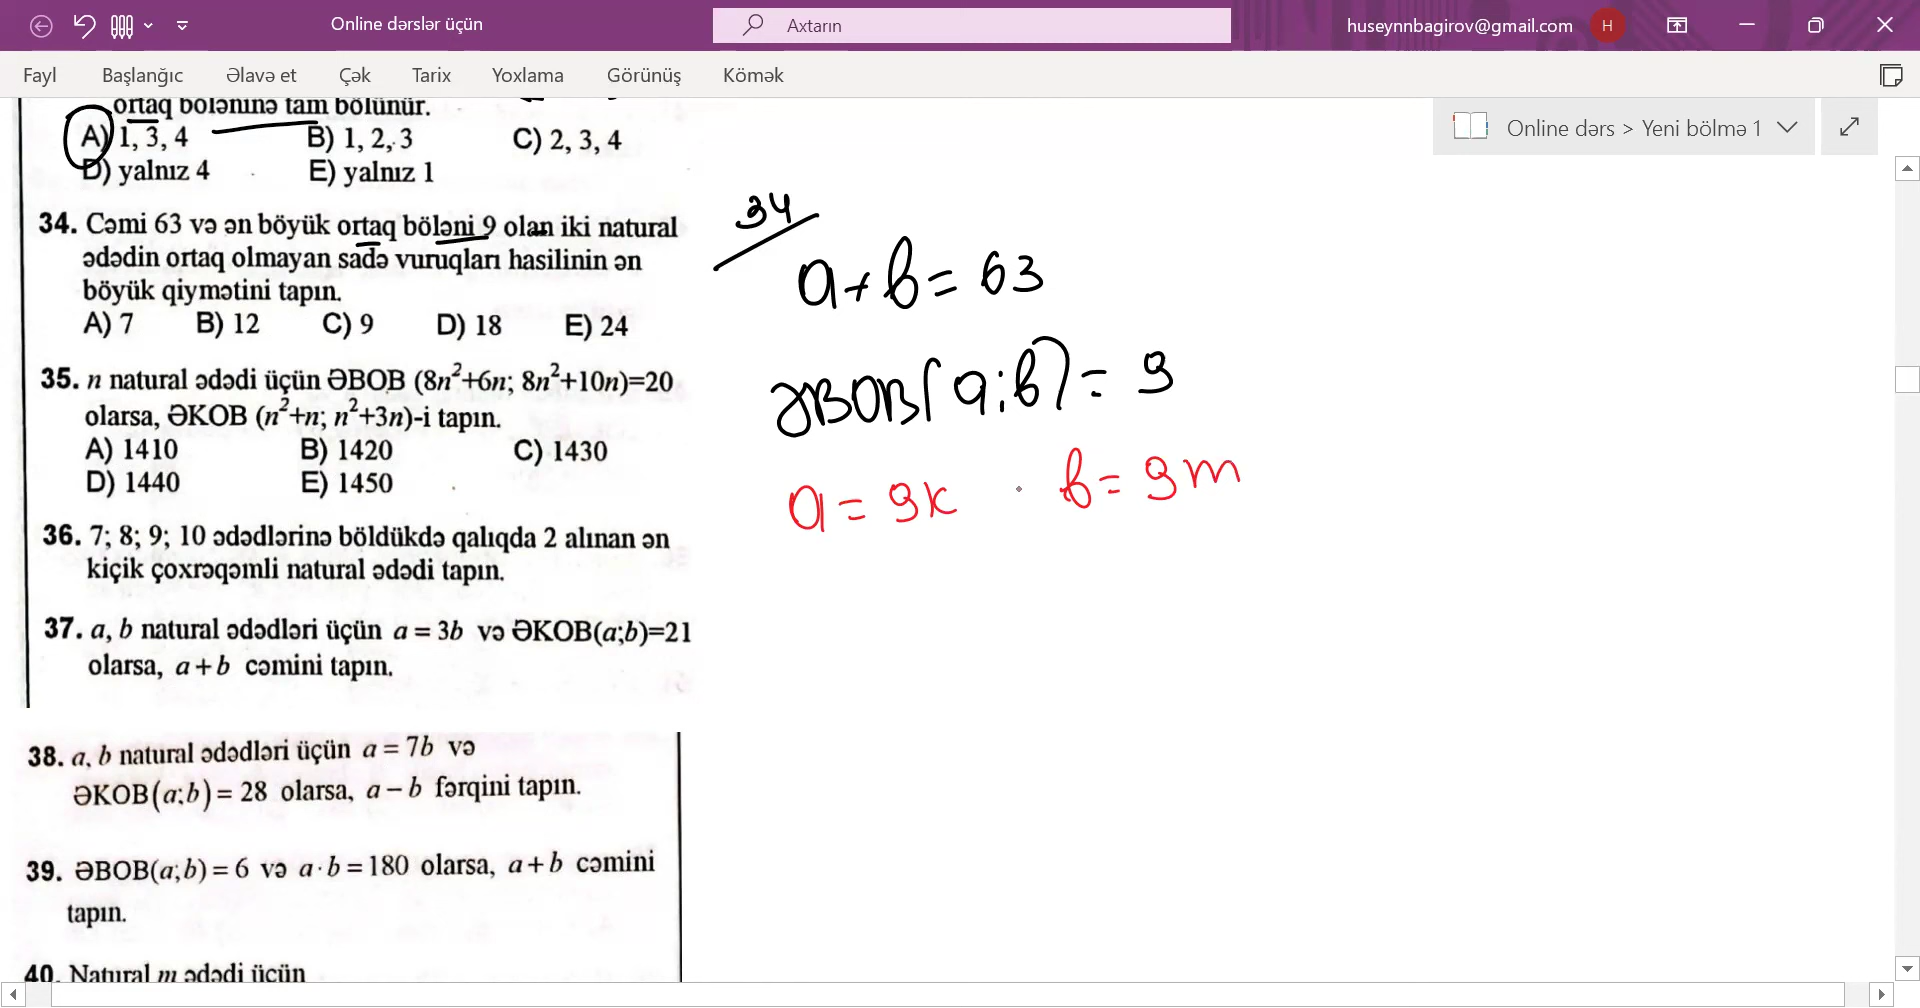 Online dərslər üçün
Axtarın
huseynnbagirov@gmail.com
H
Fayl Başlanğıc Əlavə et Çək Tarix Yoxlama Görünüş Kömək
Online dərs > Yeni bölmə 1
ortaq böləninə tam bölünür.
A) 1, 3, 4 B) 1, 2, 3 C) 2, 3, 4
D) yalnız 4 E) yalnız 1
34. Cəmi 63 və ən böyük ortaq böləni 9 olan iki natural
ədədin ortaq olmayan sadə vuruqları hasilinin ən
böyük qiymətini tapın.
A) 7 B) 12 C) 9 D) 18 E) 24
35. n natural ədədi üçün ƏBOB (8n²+6n; 8n²+10n)=20
olarsa, ƏKOB (n²+n; n²+3n)-i tapın.
A) 1410 B) 1420 C) 1430
D) 1440 E) 1450
36. 7; 8; 9; 10 ədədlərinə böldükdə qalıqda 2 alınan ən
kiçik çoxrəqəmli natural ədədi tapın.
37. a, b natural ədədləri üçün a = 3b və ƏKOB(a;b)=21
olarsa, a+b cəmini tapın.
38. a, b natural ədədləri üçün a = 7b və
ƏKOB(a;b) = 28 olarsa, a − b fərqini tapın.
39. ƏBOB(a;b) = 6 və a·b = 180 olarsa, a+b cəmini
tapın.
40. Natural m ədədi üçün
34
a+b= 63
ƏBOB(a;b)= 9
a = 9k b= 9m